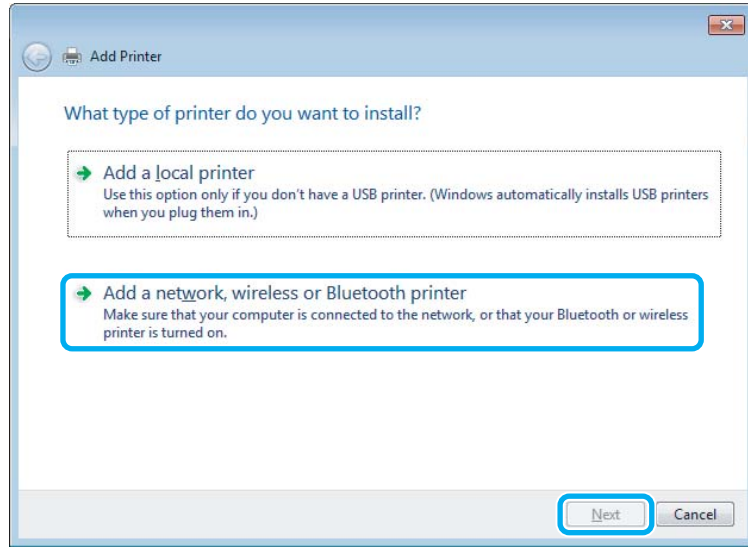 Add Printer
What type of printer do you want to install?
Add a local printer
Use this option only if you don't have a USB printer. (Windows automatically installs USB printers
when you plug them in.)
Add a network, wireless or Bluetooth printer
Make sure that your computer is connected to the network, or that your Bluetooth or wireless
printer is turned on.
Next Cancel